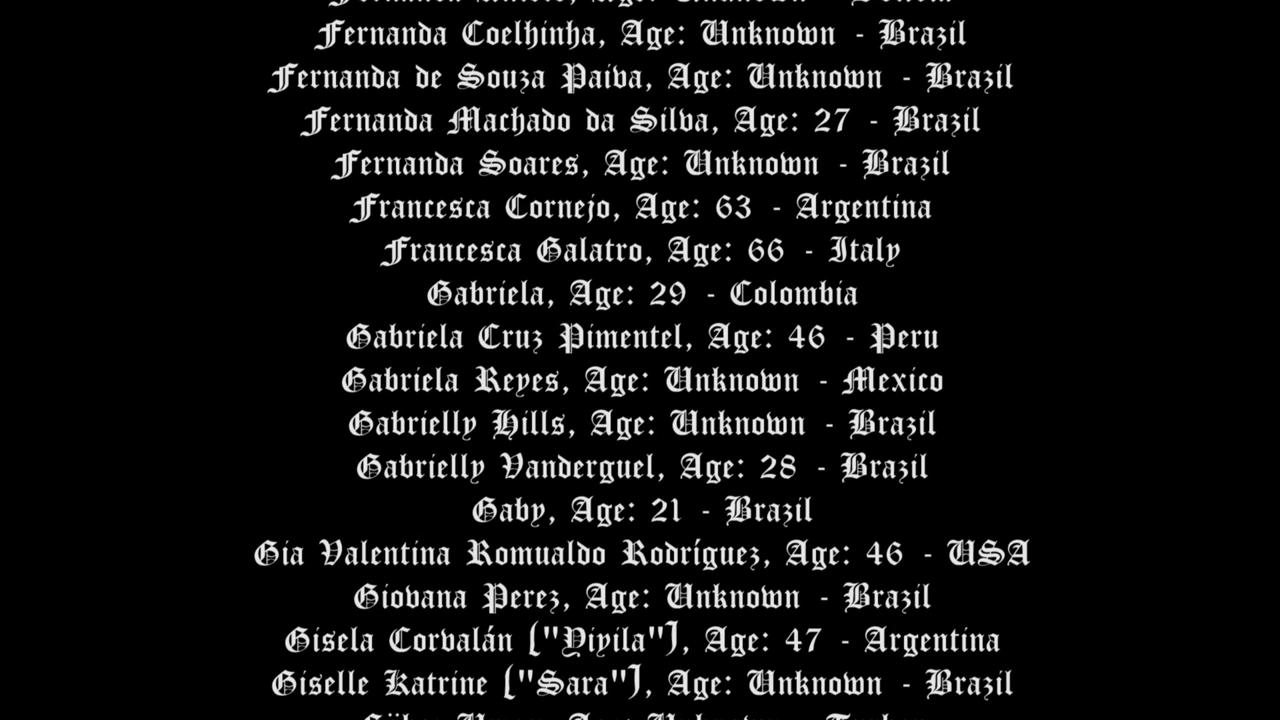 Fernanda Coelhinha, Age: Unknown - Brazil
Fernanda de Souza Paiva, Age: Unknown - Brazil
Fernanda Machado da Silva, Age: 27 - Brazil
Fernanda Soares, Age: Unknown - Brazil
Francesca Cornejo, Age: 63 - Argentina
Francesca Galatro, Age: 66 - Italy
Gabriela, Age: 29 - Colombia
Gabriela Cruz Pimentel, Age: 46 - Peru
Gabriela Reyes, Age: Unknown - Mexico
Gabrielly Hills, Age: Unknown - Brazil
Gabrielly Vanderguel, Age: 28 - Brazil
Gaby, Age: 21 - Brazil
Gia Valentina Romualdo Rodríguez, Age: 46 - USA
Giovana Perez, Age: Unknown - Brazil
Gisela Corvalán ("Yiyila"), Age: 47 - Argentina
Giselle Katrine ("Sara"), Age: Unknown - Brazil